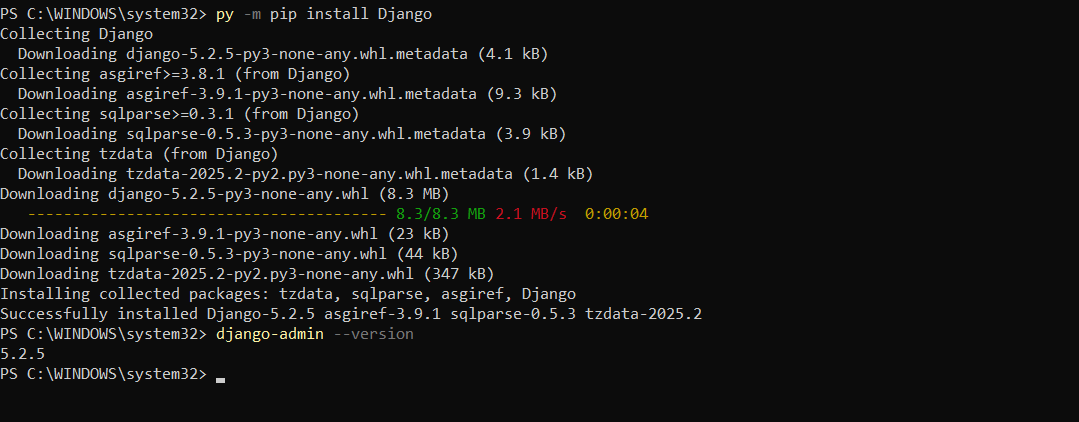 PS C:\WINDOWS\system32> py -m pip install Django
Collecting Django
  Downloading django-5.2.5-py3-none-any.whl.metadata (4.1 kB)
Collecting asgiref>=3.8.1 (from Django)
  Downloading asgiref-3.9.1-py3-none-any.whl.metadata (9.3 kB)
Collecting sqlparse>=0.3.1 (from Django)
  Downloading sqlparse-0.5.3-py3-none-any.whl.metadata (3.9 kB)
Collecting tzdata (from Django)
  Downloading tzdata-2025.2-py2.py3-none-any.whl.metadata (1.4 kB)
Downloading django-5.2.5-py3-none-any.whl (8.3 MB)
   ---------------------------------------- 8.3/8.3 MB 2.1 MB/s  0:00:04
Downloading asgiref-3.9.1-py3-none-any.whl (23 kB)
Downloading sqlparse-0.5.3-py3-none-any.whl (44 kB)
Downloading tzdata-2025.2-py2.py3-none-any.whl (347 kB)
Installing collected packages: tzdata, sqlparse, asgiref, Django
Successfully installed Django-5.2.5 asgiref-3.9.1 sqlparse-0.5.3 tzdata-2025.2
PS C:\WINDOWS\system32> django-admin --version
5.2.5
PS C:\WINDOWS\system32>